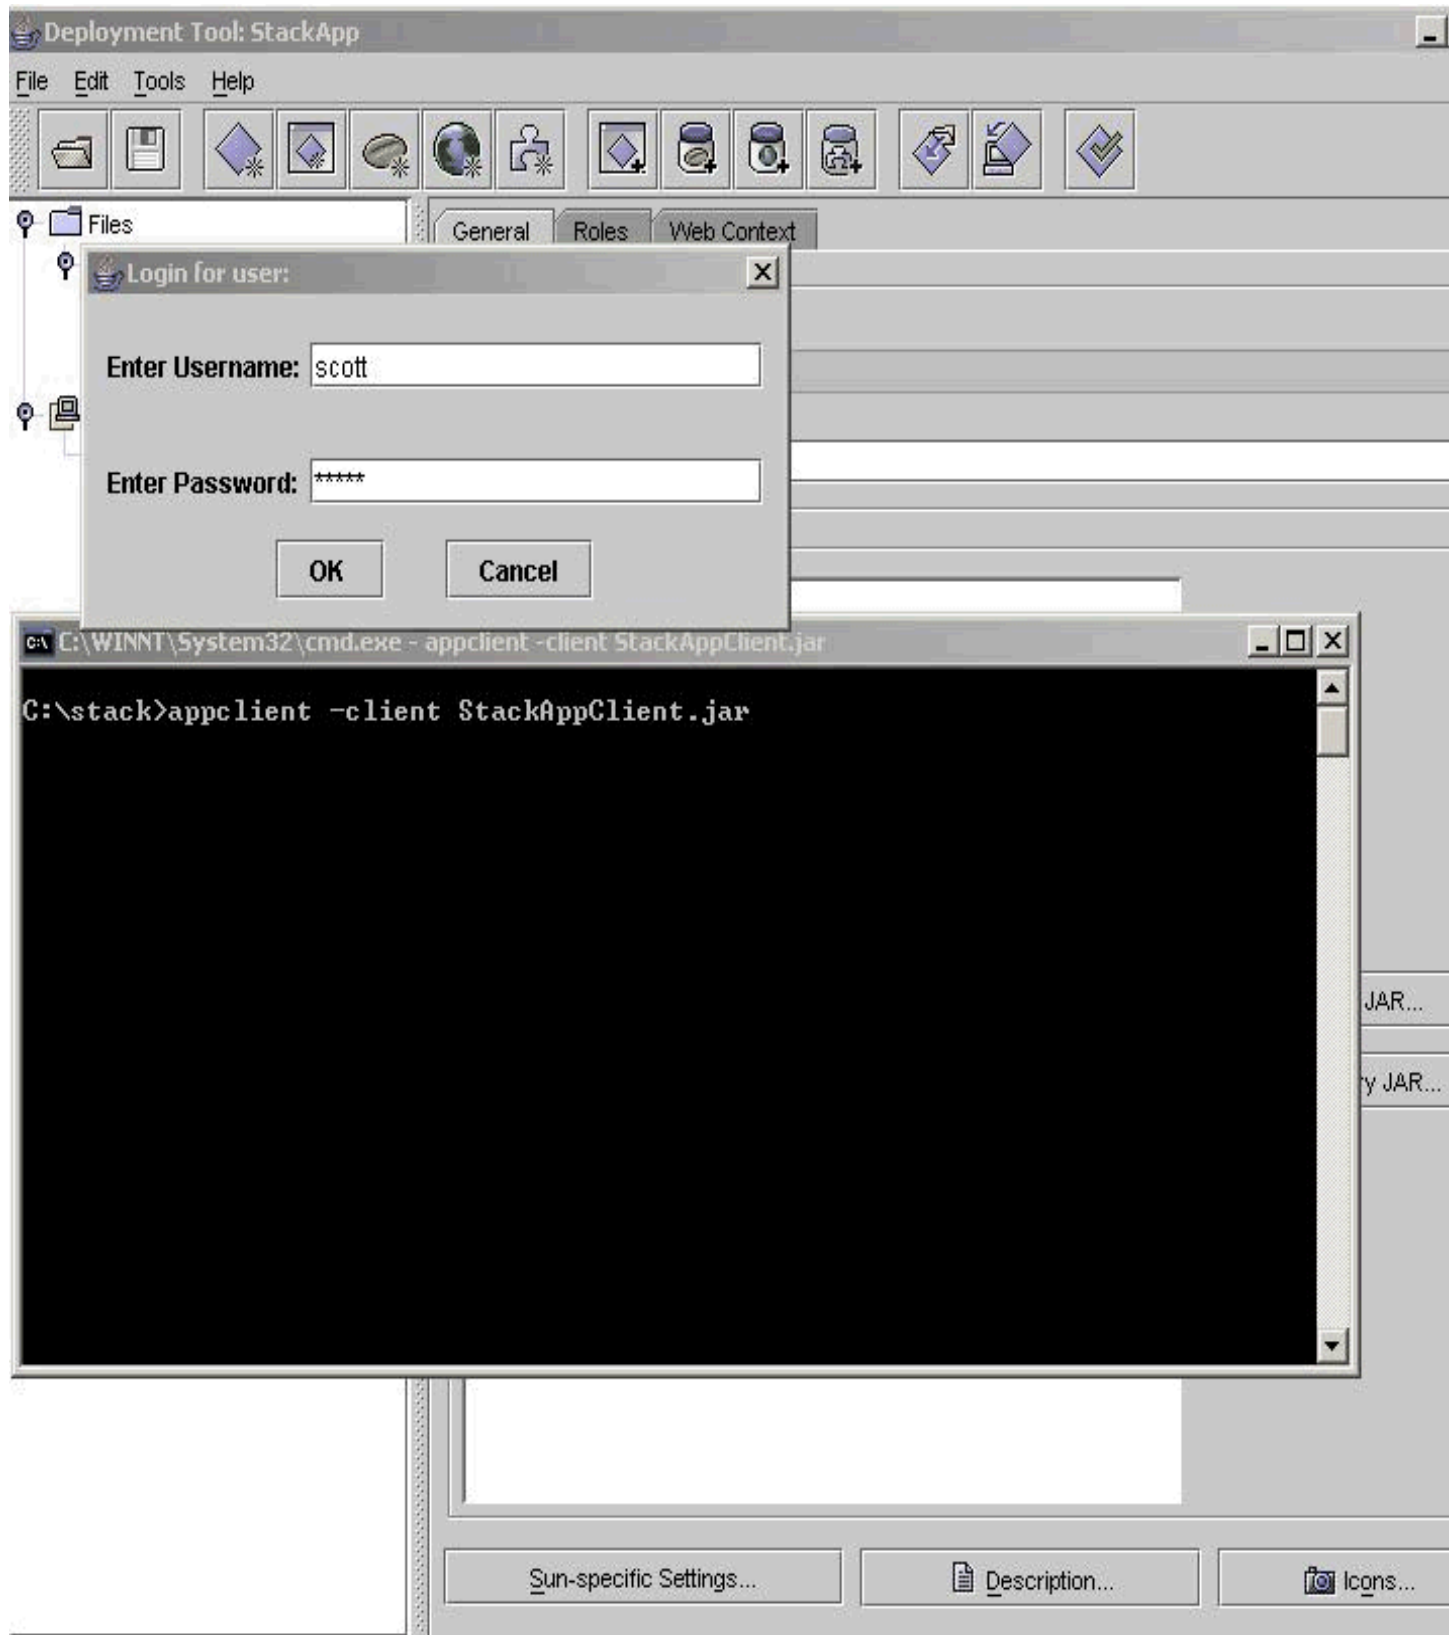 Deployment Tool: StackApp
File Edit Tools Help
Files
General Roles Web Context
Login for user:
Enter Username: scott
Enter Password: *****
OK Cancel
C:\WINNT\System32\cmd.exe - appclient -client StackAppClient.jar
C:\stack>appclient -client StackAppClient.jar
JAR...
JAR...
Sun-specific Settings... Description... Icons...